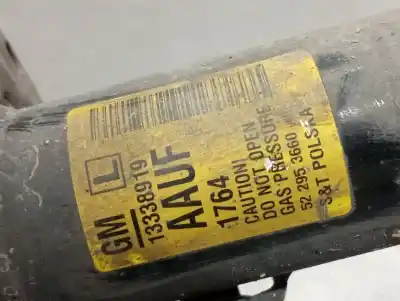 GM L
13338919
AAUF
1764
CAUTION!
DO NOT OPEN
GAS PRESSURE
52 295 3660
S&T POLSKA